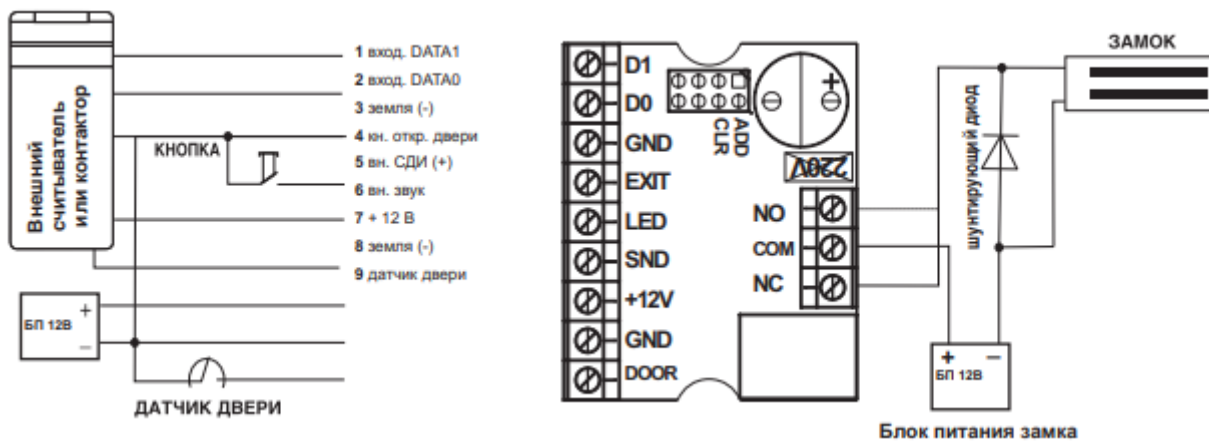 Внешний
считыватель
или контактор
КНОПКА
БП 12В
+
−
ДАТЧИК ДВЕРИ
1 вход. DATA1
2 вход. DATA0
3 земля (-)
4 кн. откр. двери
5 вн. СДИ (+)
6 вн. звук
7 + 12 В
8 земля (-)
9 датчик двери
D1
D0
GND
EXIT
LED
SND
+12V
GND
DOOR
ADD
CLR
+
220V
NO
COM
NC
ЗАМОК
шунтирующий диод
+ −
БП 12В
Блок питания замка